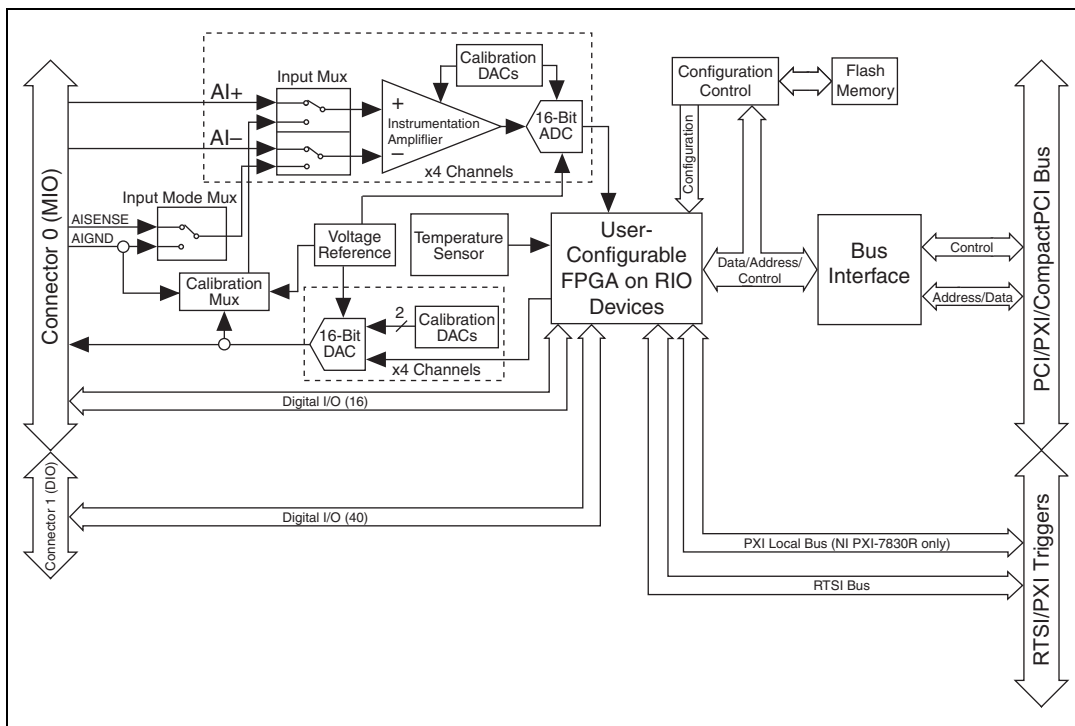 Calibration
DACs
Input Mux
AI+
AI–
+
–
Instrumentation
Amplifier
16-Bit
ADC
x4 Channels
Configuration
Control
Flash
Memory
Configuration
Connector 0 (MIO)
Input Mode Mux
AISENSE
AIGND
Calibration
Mux
Voltage
Reference
Temperature
Sensor
User-
Configurable
FPGA on RIO
Devices
Data/Address/
Control
Bus
Interface
Control
Address/Data
PCI/PXI/CompactPCI Bus
2
Calibration
DACs
16-Bit
DAC
x4 Channels
Digital I/O (16)
Connector 1 (DIO)
Digital I/O (40)
PXI Local Bus (NI PXI-7830R only)
RTSI Bus
RTSI/PXI Triggers